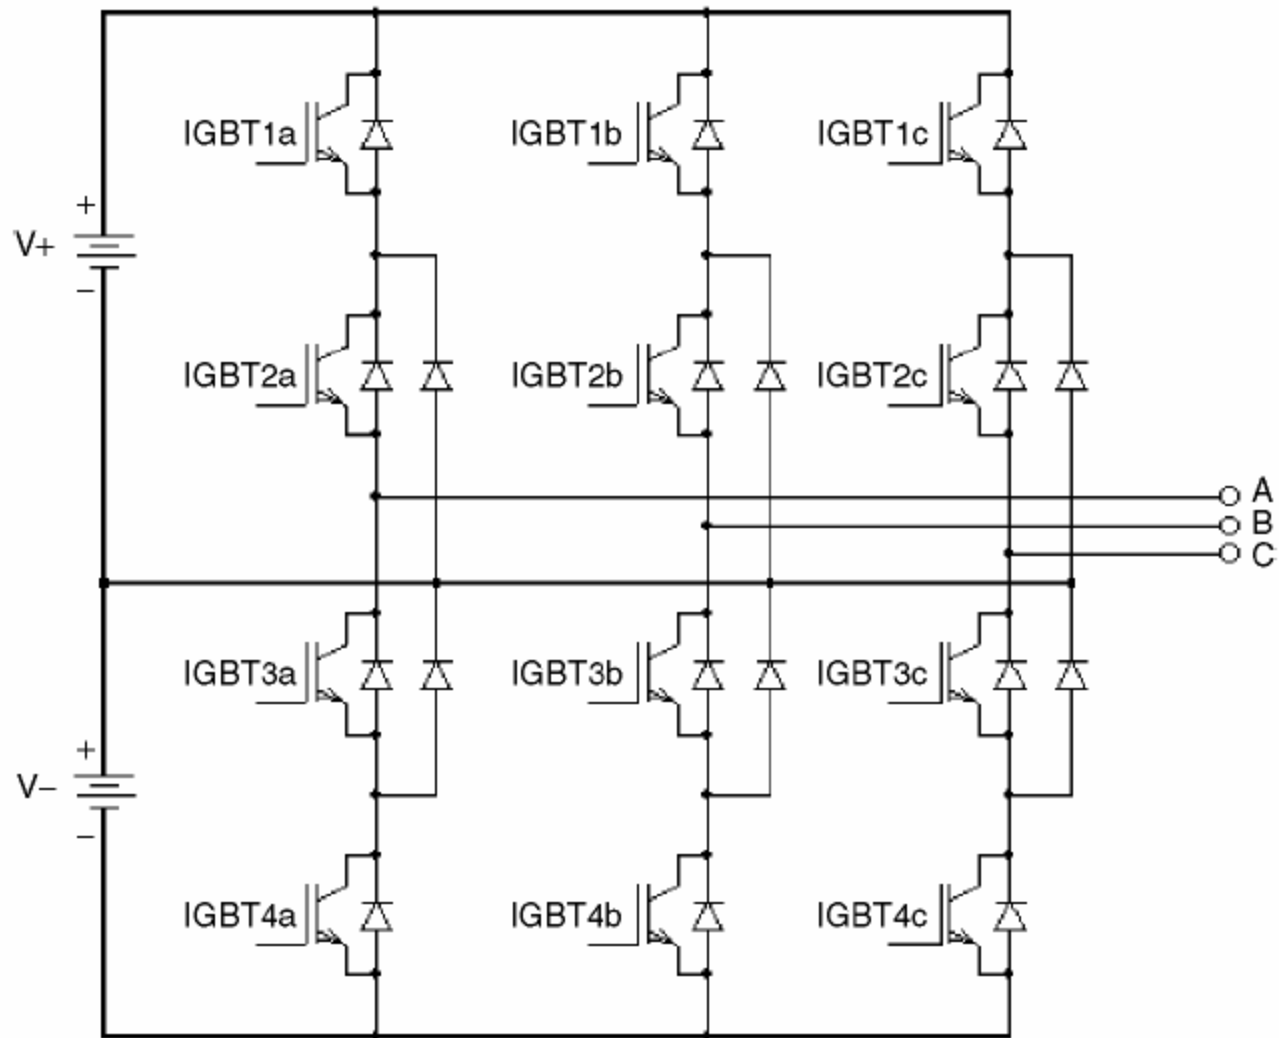 IGBT1a IGBT1b IGBT1c
+
V+
−
IGBT2a IGBT2b IGBT2c
A
B
C
IGBT3a IGBT3b IGBT3c
+
V−
−
IGBT4a IGBT4b IGBT4c